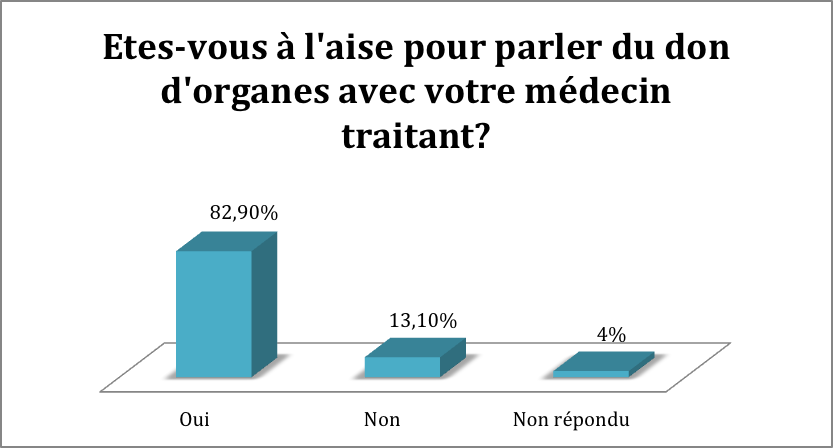 Etes-vous à l'aise pour parler du don
d'organes avec votre médecin
traitant?
82,90%
13,10%
4%
Oui
Non
Non répondu